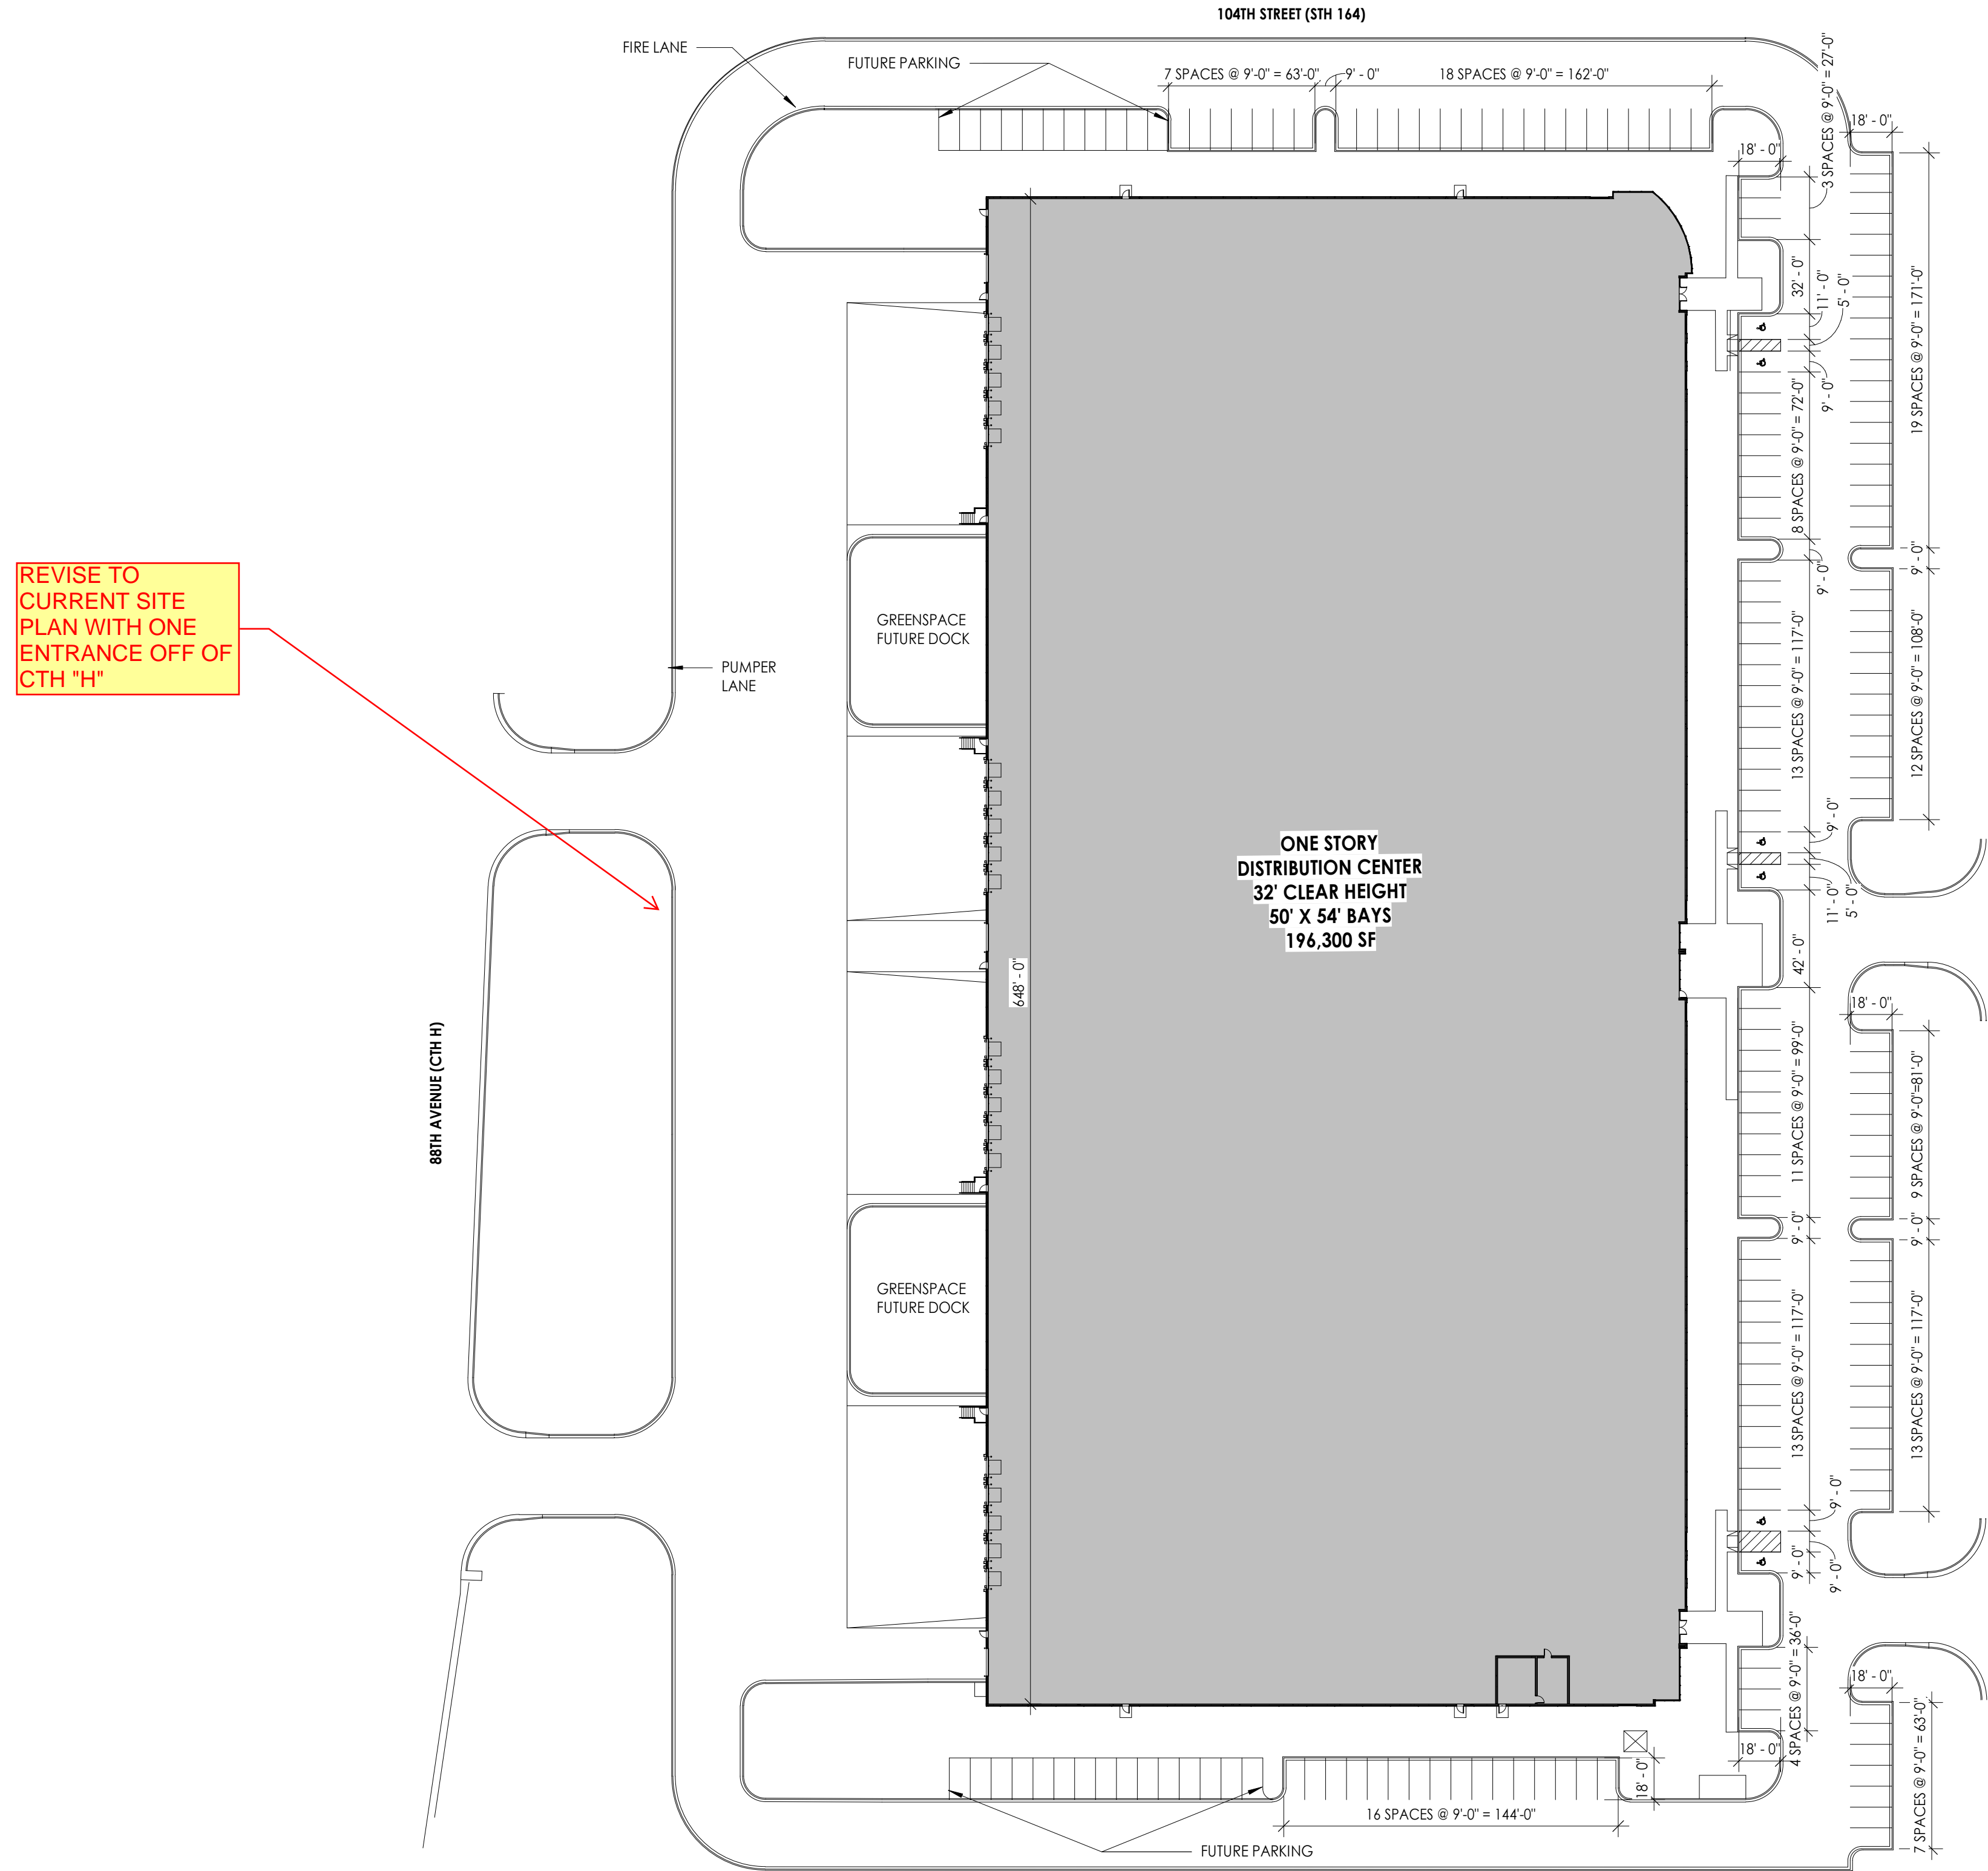 104TH STREET (STH 164)
FIRE LANE
FUTURE PARKING
7 SPACES @ 9'-0" = 63'-0"
9' - 0"
18 SPACES @ 9'-0" = 162'-0"
3 SPACES @ 9'-0" = 27'-0"
18' - 0"
18' - 0"
32' - 0"
11' - 0"
5' - 0"
9' - 0"
8 SPACES @ 9'-0" = 72'-0"
19 SPACES @ 9'-0" = 171'-0"
9' - 0"
9' - 0"
REVISE TO
CURRENT SITE
PLAN WITH ONE
ENTRANCE OFF OF
CTH "H"
GREENSPACE
FUTURE DOCK
PUMPER
LANE
13 SPACES @ 9'-0" = 117'-0"
12 SPACES @ 9'-0" = 108'-0"
9' - 0"
11' - 0"
5' - 0"
ONE STORY
DISTRIBUTION CENTER
32' CLEAR HEIGHT
50' X 54' BAYS
196,300 SF
648' - 0"
42' - 0"
18' - 0"
88TH AVENUE (CTH H)
11 SPACES @ 9'-0" = 99'-0"
9 SPACES @ 9'-0"=81'-0"
9' - 0"
9' - 0"
GREENSPACE
FUTURE DOCK
13 SPACES @ 9'-0" = 117'-0"
13 SPACES @ 9'-0" = 117'-0"
9' - 0"
9' - 0"
9' - 0"
4 SPACES @ 9'-0" = 36'-0"
18' - 0"
18' - 0"
18' - 0"
7 SPACES @ 9'-0" = 63'-0"
16 SPACES @ 9'-0" = 144'-0"
FUTURE PARKING